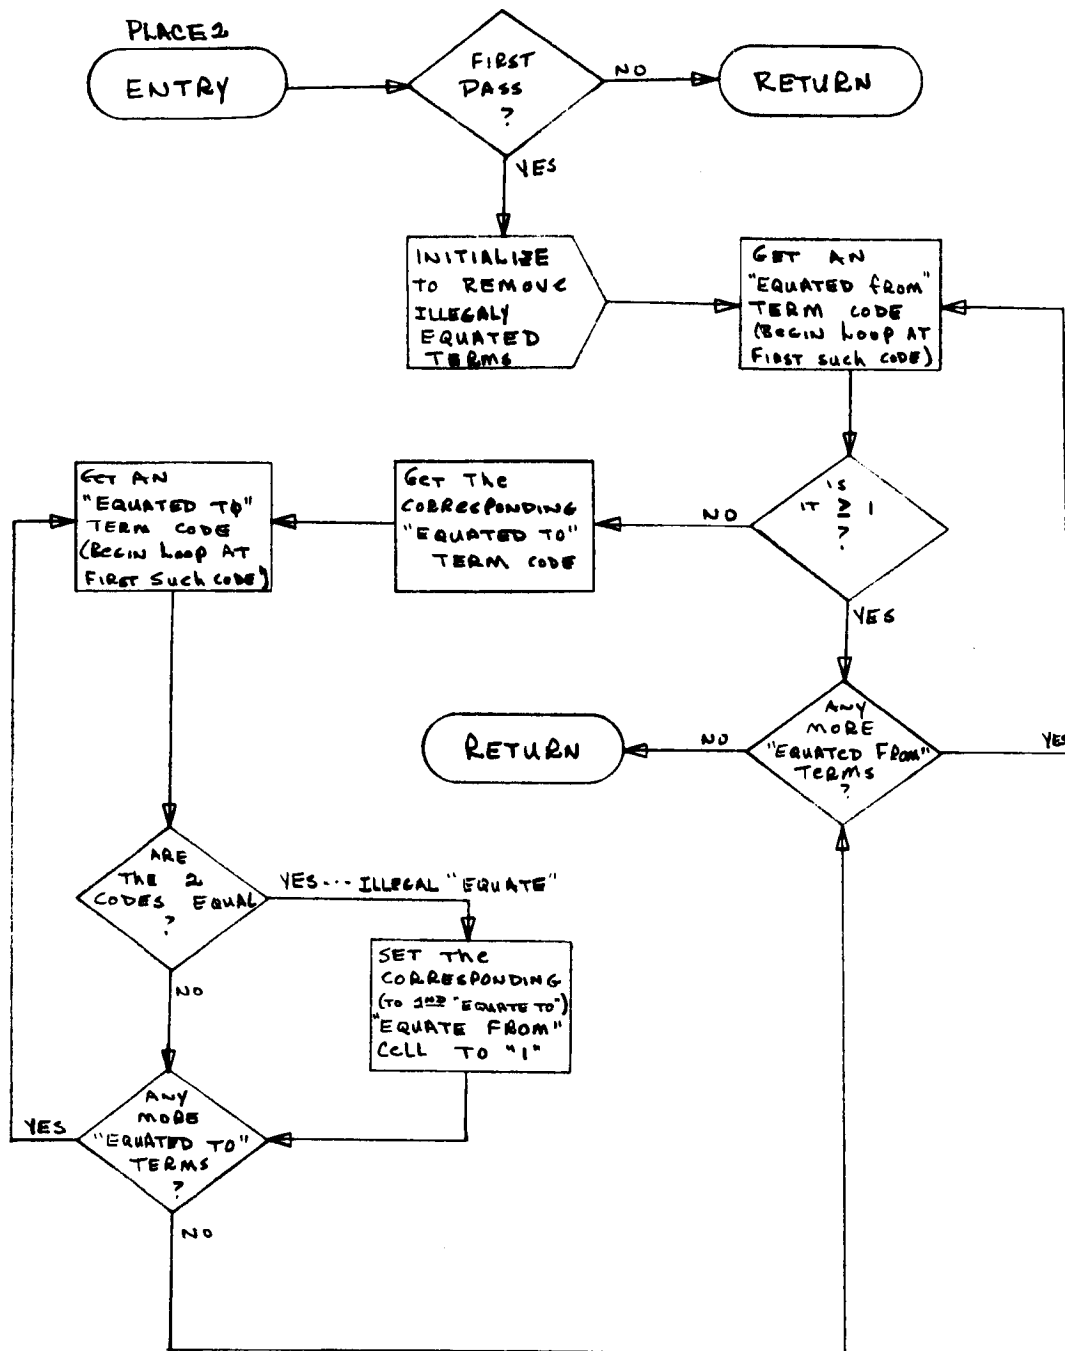 PLACE2
ENTRY
FIRST
PASS
?
NO
RETURN
YES
INITIALIZE
TO REMOVE
ILLEGALY
EQUATED
TERMS
GET AN
"EQUATED FROM"
TERM CODE
(BEGIN LOOP AT
FIRST SUCH CODE)
IS
IT ≥ 1
?
NO
YES
GET THE
CORRESPONDING
"EQUATED TO"
TERM CODE
GET AN
"EQUATED TO"
TERM CODE
(BEGIN LOOP AT
FIRST SUCH CODE)
ANY
MORE
"EQUATED FROM"
TERMS
?
NO
YES
RETURN
ARE
THE 2
CODES EQUAL
?
YES... ILLEGAL "EQUATE"
NO
SET THE
CORRESPONDING
(TO "EQUATE TO")
"EQUATE FROM"
CELL TO "1"
ANY
MORE
"EQUATED TO"
TERMS
?
YES
NO